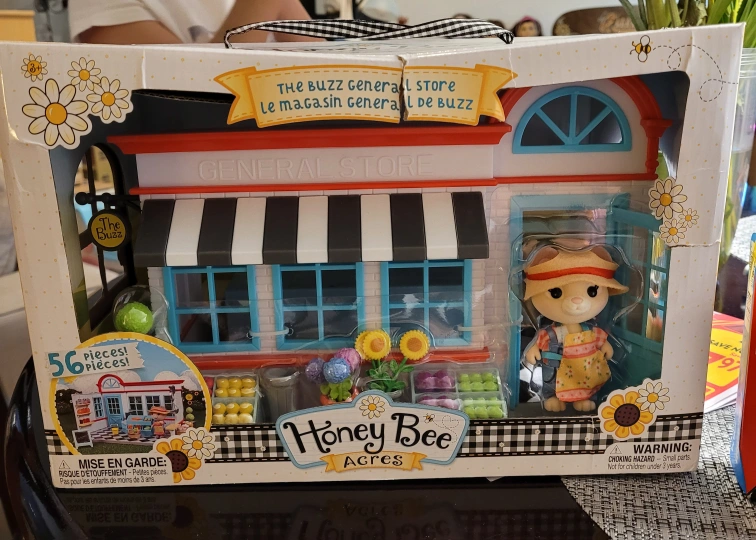 3+
THE BUZZ GENERAL STORE
Le MAGASIN GENERAL DE BUZZ
GENERAL STORE
The
Buzz
56 PIECES!
PIÈCES!
Honey Bee
ACRES
MISE EN GARDE:
RISQUE D'ÉTOUFFEMENT - Petites pièces.
Pas pour les enfants de moins de 3 ans.
WARNING:
CHOKING HAZARD - Small parts.
Not for children under 3 years.